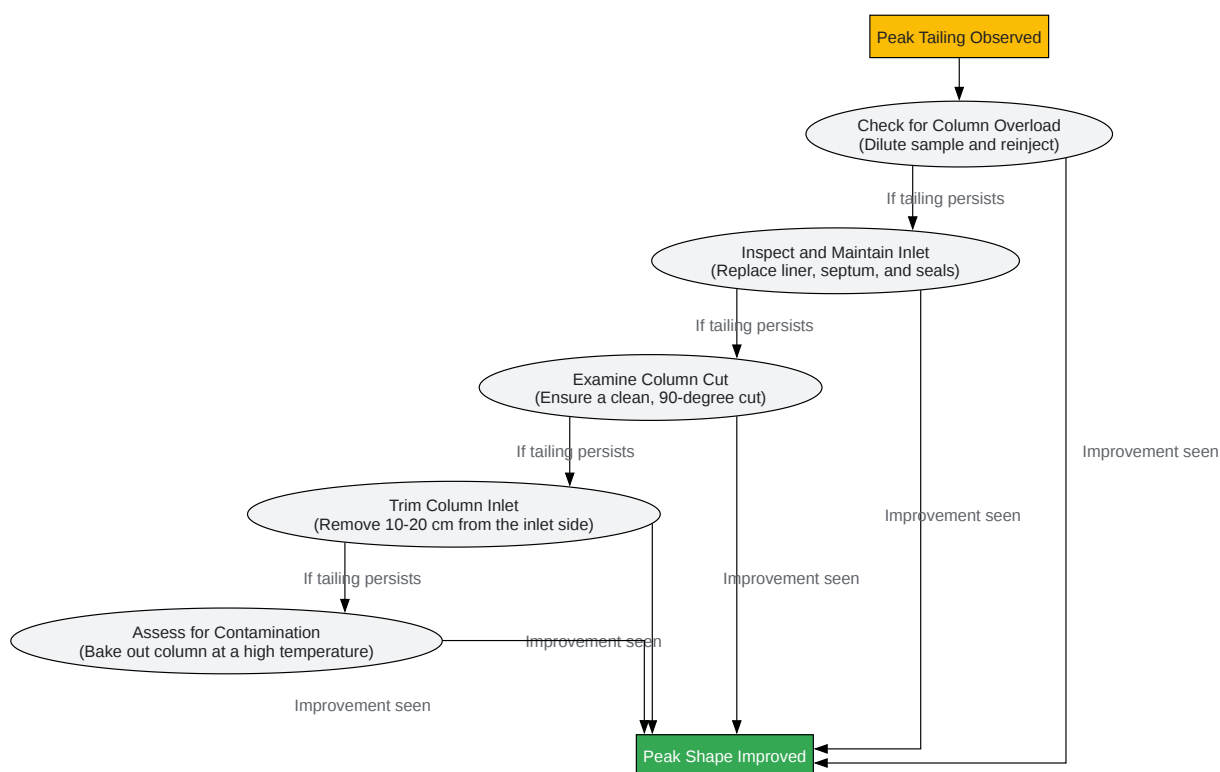 Peak Tailing Observed
Check for Column Overload
(Dilute sample and reinject)
If tailing persists
Inspect and Maintain Inlet
(Replace liner, septum, and seals)
If tailing persists
Examine Column Cut
(Ensure a clean, 90-degree cut)
If tailing persists
Improvement seen
Trim Column Inlet
(Remove 10-20 cm from the inlet side)
Improvement seen
If tailing persists
Improvement seen
Assess for Contamination
(Bake out column at a high temperature)
Improvement seen
Improvement seen
Peak Shape Improved